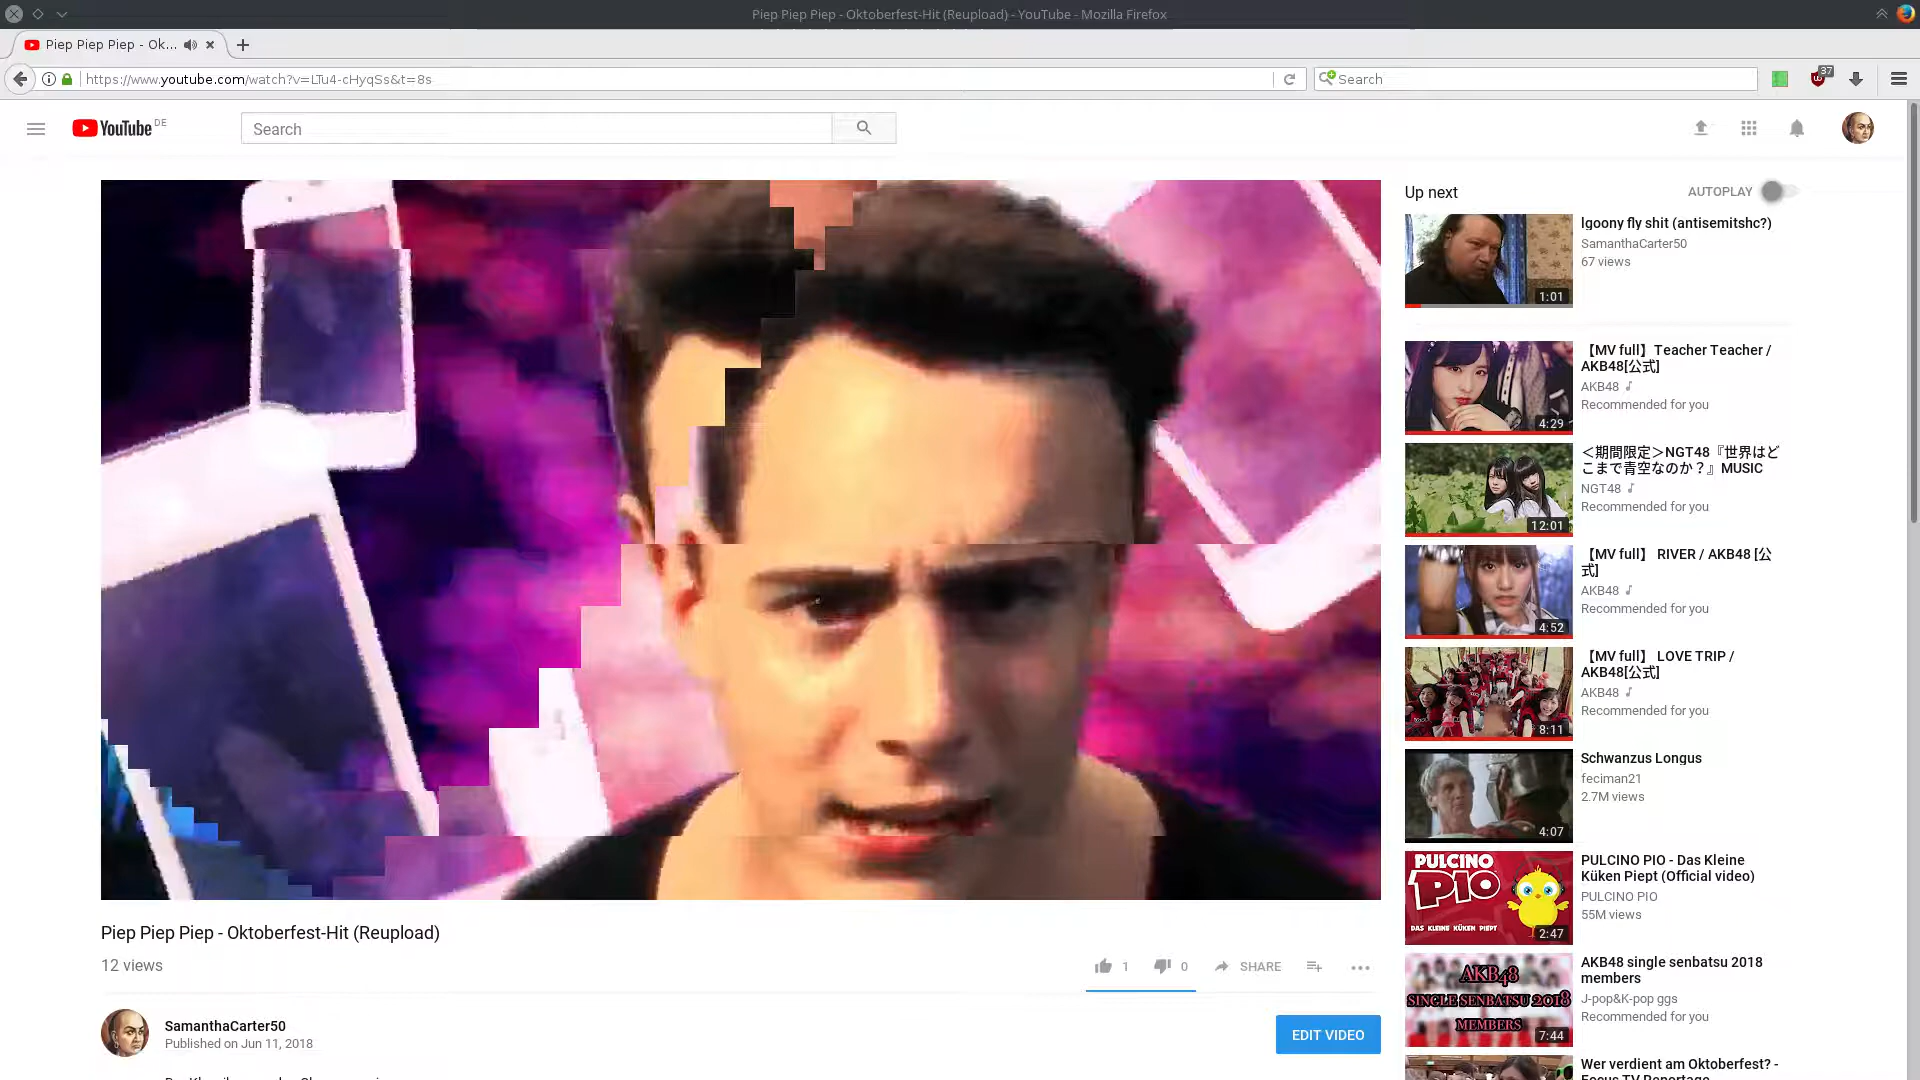 Piep Piep Piep - Oktoberfest-Hit (Reupload) - YouTube - Mozilla Firefox
Piep Piep Piep - Ok...
https://www.youtube.com/watch?v=LTu4-cHyqSs&t=8s
Search
37
YouTube DE
Search
Up next
AUTOPLAY
lgoony fly shit (antisemitshc?)
SamanthaCarter50
67 views
1:01
【MV full】Teacher Teacher /
AKB48[公式]
AKB48
Recommended for you
4:29
＜期間限定＞NGT48『世界はど
こまで青空なのか？』MUSIC
NGT48
Recommended for you
12:01
【MV full】 RIVER / AKB48 [公
式]
AKB48
Recommended for you
4:52
【MV full】 LOVE TRIP /
AKB48[公式]
AKB48
Recommended for you
8:11
Schwanzus Longus
feciman21
2.7M views
4:07
PULCINO
PIO
DAS KLEINE KÜKEN PIEPT
2:47
PULCINO PIO - Das Kleine
Küken Piept (Official video)
PULCINO PIO
55M views
AKB48
SINGLE SENBATSU 2018
MEMBERS
7:44
AKB48 single senbatsu 2018
members
J-pop&K-pop ggs
Recommended for you
Wer verdient am Oktoberfest? -
Focus TV Reportage
Piep Piep Piep - Oktoberfest-Hit (Reupload)
12 views
1
0
SHARE
SamanthaCarter50
Published on Jun 11, 2018
EDIT VIDEO